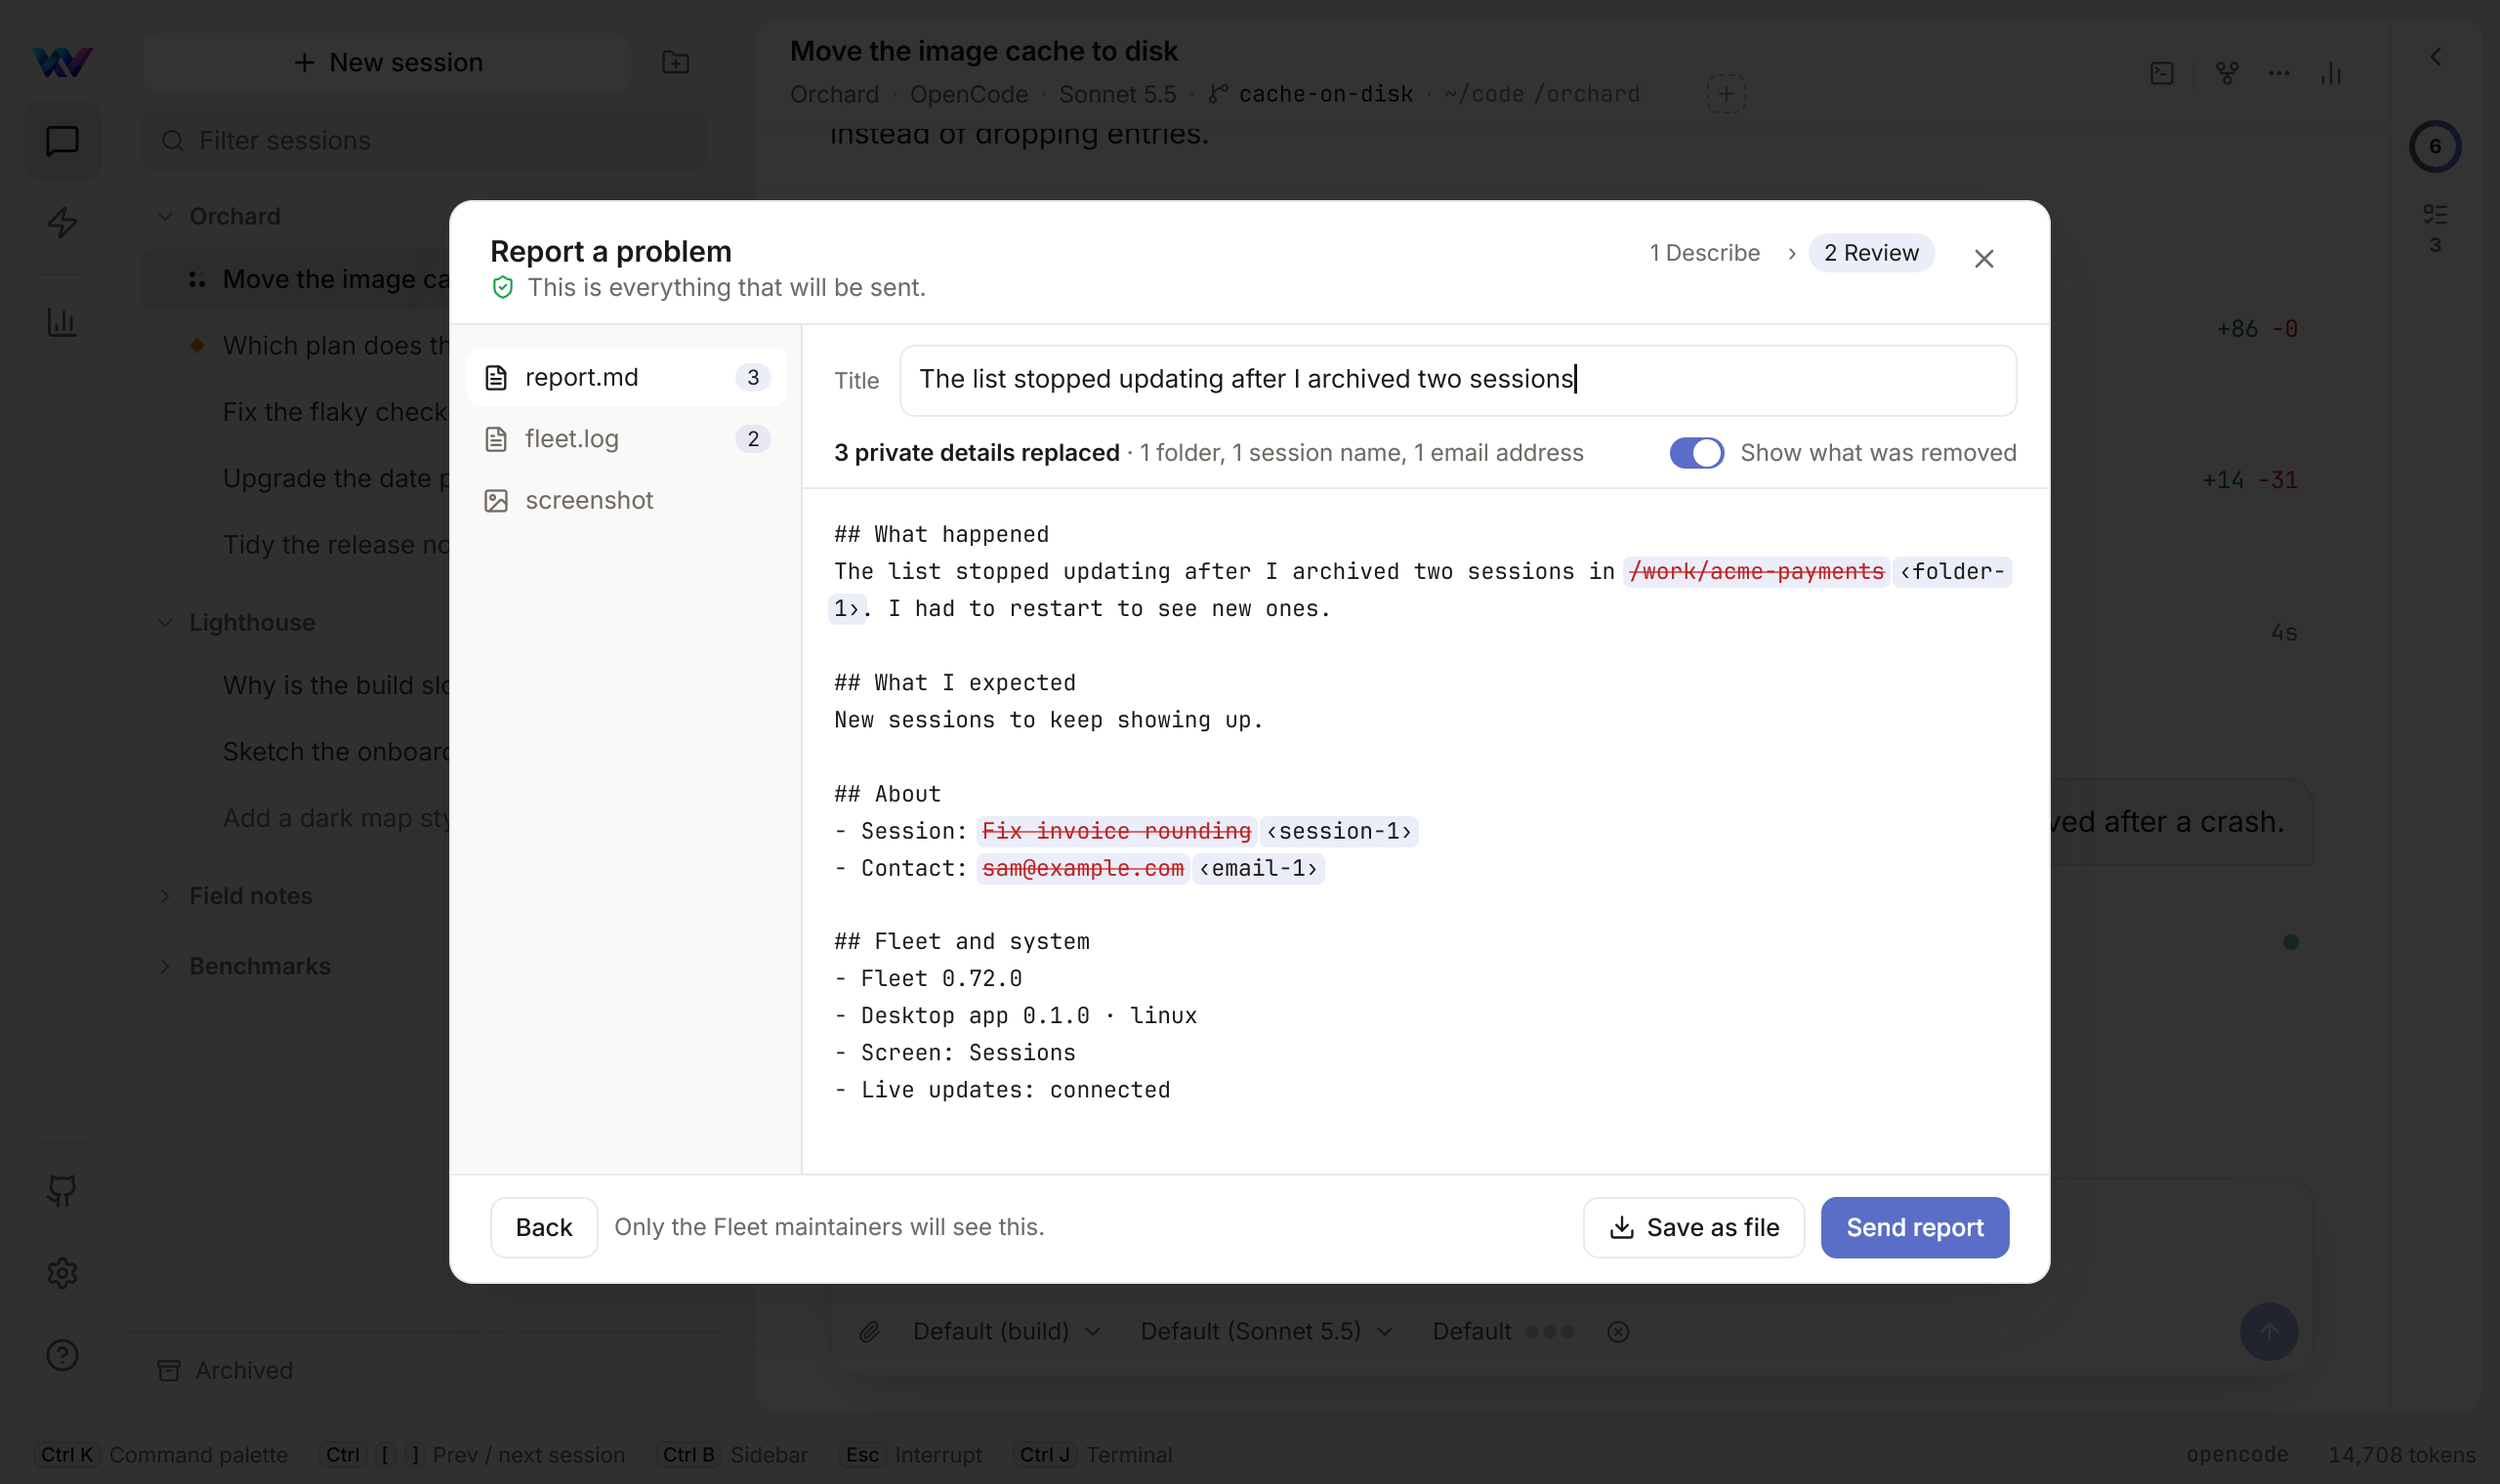 New session
Filter sessions
Orchard
Move the image ca
Which plan does th
Fix the flaky check
Upgrade the date p
Tidy the release no
Lighthouse
Why is the build slo
Sketch the onboard
Add a dark map sty
Field notes
Benchmarks
Archived
Move the image cache to disk
Orchard · OpenCode · Sonnet 5.5 · cache-on-disk · ~/code /orchard
instead of dropping entries.
6
3
+86 -0
+14 -31
4s
ved after a crash.
Report a problem
This is everything that will be sent.
1 Describe › 2 Review
report.md 3
fleet.log 2
screenshot
Title The list stopped updating after I archived two sessions
3 private details replaced · 1 folder, 1 session name, 1 email address
Show what was removed
## What happened
The list stopped updating after I archived two sessions in /work/acme-payments ‹folder-
1›. I had to restart to see new ones.
## What I expected
New sessions to keep showing up.
## About
- Session: Fix invoice rounding ‹session-1›
- Contact: sam@example.com ‹email-1›
## Fleet and system
- Fleet 0.72.0
- Desktop app 0.1.0 · linux
- Screen: Sessions
- Live updates: connected
Back
Only the Fleet maintainers will see this.
Save as file
Send report
Default (build)
Default (Sonnet 5.5)
Default
Ctrl K Command palette
Ctrl [ ] Prev / next session
Ctrl B Sidebar
Esc Interrupt
Ctrl J Terminal
opencode
14,708 tokens